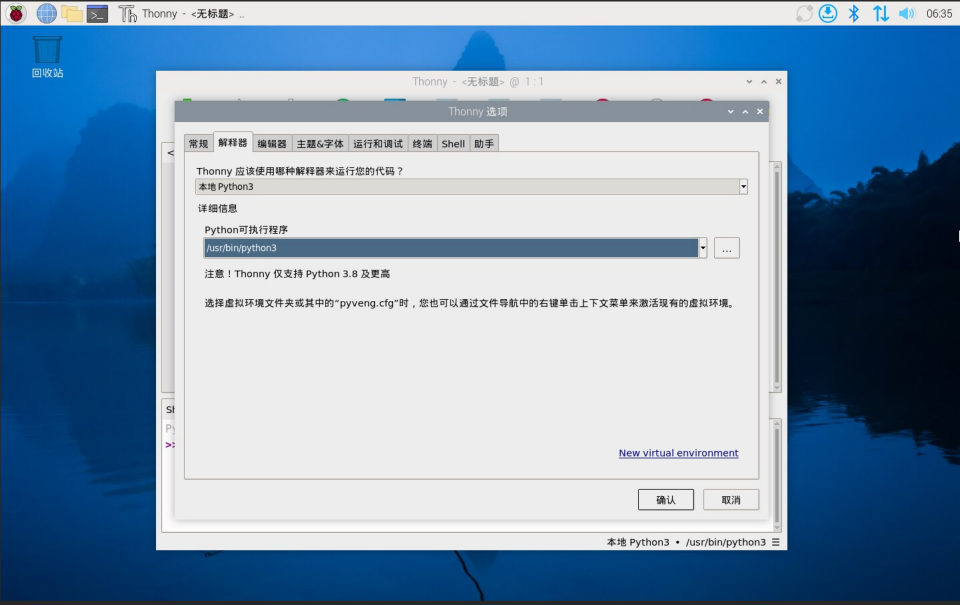 Thonny - <无标题> ..
06:35
回收站
Thonny - <无标题> @ 1:1
Thonny 选项
常规 解释器 编辑器 主题&字体 运行和调试 终端 Shell 助手
Thonny 应该使用哪种解释器来运行您的代码？
本地 Python3
详细信息
Python可执行程序
/usr/bin/python3
...
注意！Thonny 仅支持 Python 3.8 及更高
选择虚拟环境文件夹或其中的“pyveng.cfg”时，您也可以通过文件导航中的右键单击上下文菜单来激活现有的虚拟环境。
New virtual environment
确认 取消
>>
本地 Python3 • /usr/bin/python3 ☰